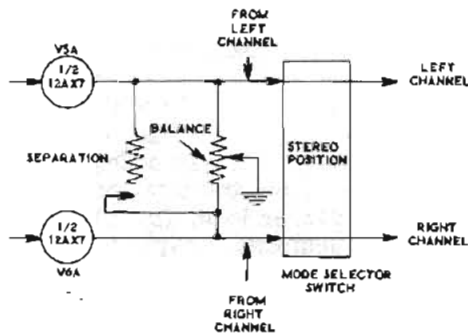 FROM
LEFT
CHANNEL
V5A
1/2
12AX7
LEFT
CHANNEL
BALANCE
STEREO
POSITION
SEPARATION
1/2
12AX7
V6A
RIGHT
CHANNEL
MODE SELECTOR
SWITCH
FROM
RIGHT
CHANNEL